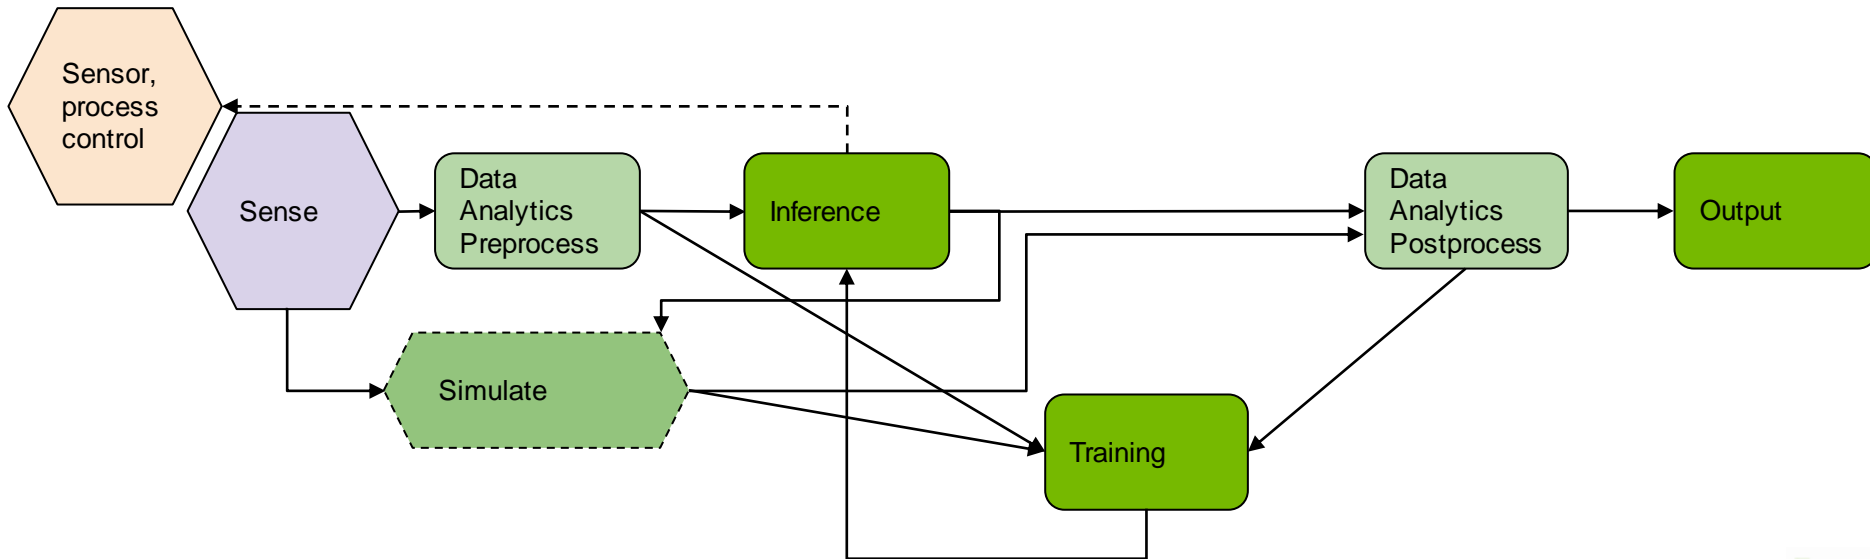 Sensor,
process
control
Sense
Data
Analytics
Preprocess
Inference
Data
Analytics
Postprocess
Output
Simulate
Training